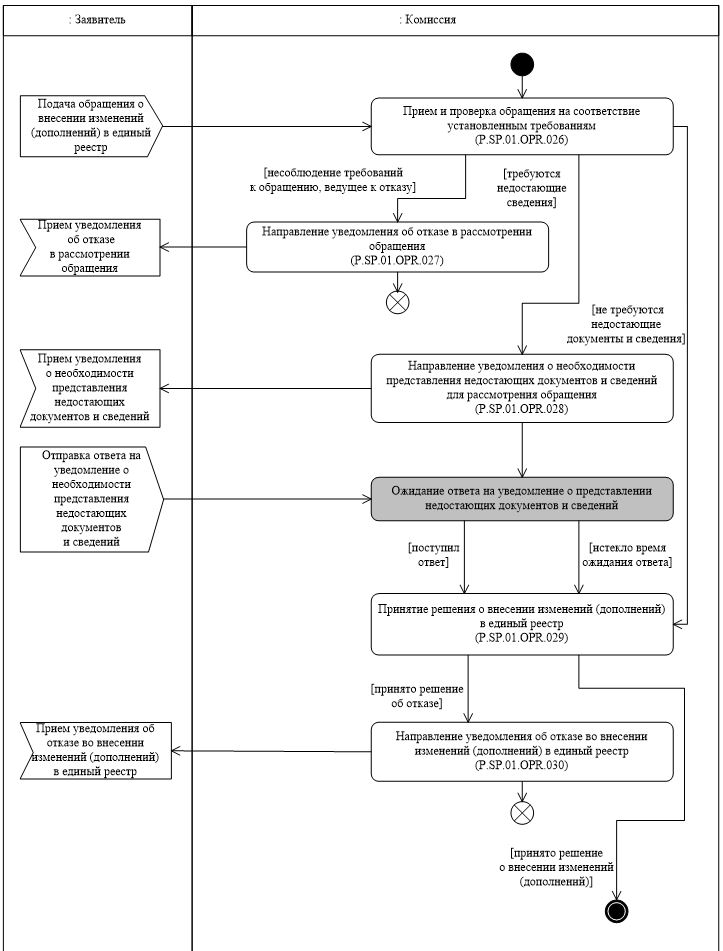 : Заявитель
: Комиссия
Подача обращения о
внесении изменений
(дополнений) в единый
реестр
Прием и проверка обращения на соответствие
установленным требованиям
(P.SP.01.OPR.026)
[несоблюдение требований
к обращению, ведущее к отказу]
[требуются
недостающие
сведения]
Прием уведомления
об отказе
в рассмотрении
обращения
Направление уведомления об отказе в рассмотрении
обращения
(P.SP.01.OPR.027)
[не требуются
недостающие
документы и сведения]
Прием уведомления
о необходимости
представления
недостающих
документов и сведений
Направление уведомления о необходимости
представления недостающих документов и сведений
для рассмотрения обращения
(P.SP.01.OPR.028)
Отправка ответа на
уведомление о
необходимости
представления
недостающих
документов
и сведений
Ожидание ответа на уведомление о представлении
недостающих документов и сведений
[поступил
ответ]
[истекло время
ожидания ответа]
Принятие решения о внесении изменений (дополнений)
в единый реестр
(P.SP.01.OPR.029)
[принято решение
об отказе]
Прием уведомления об
отказе во внесении
изменений (дополнений)
в единый реестр
Направление уведомления об отказе во внесении
изменений (дополнений) в единый реестр
(P.SP.01.OPR.030)
[принято решение
о внесении изменений
(дополнений)]